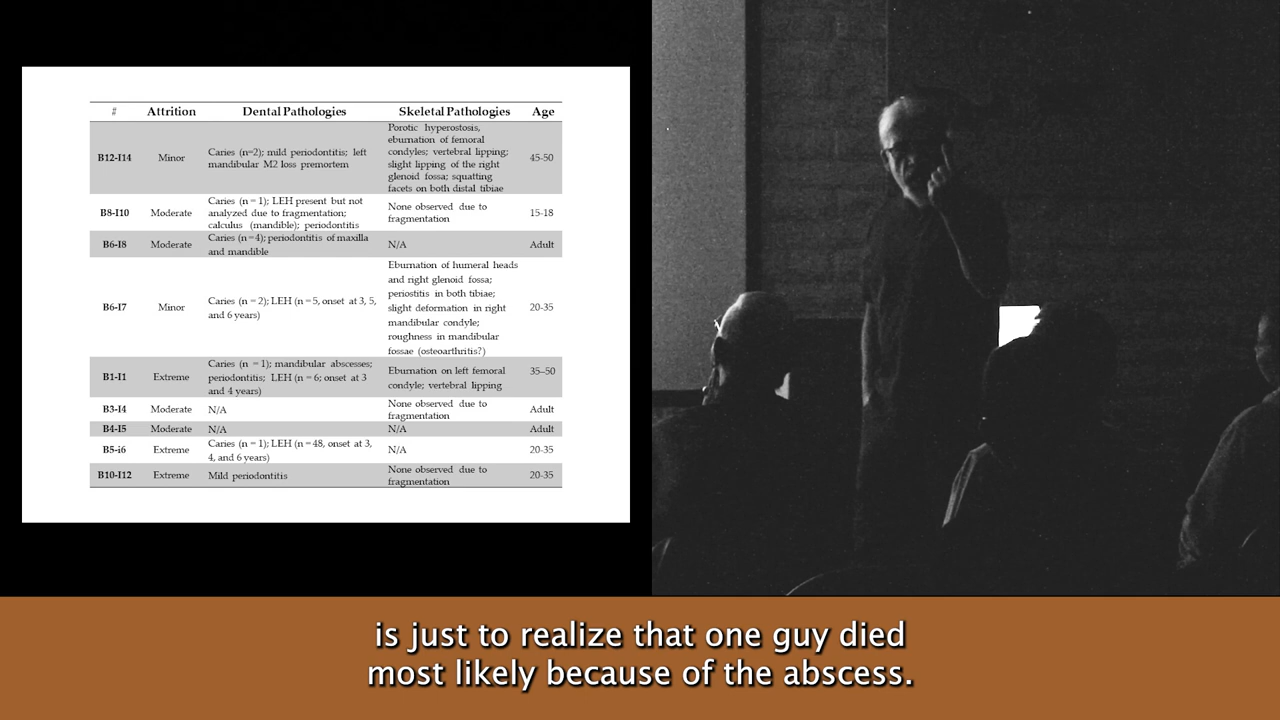 # Attrition Dental Pathologies Skeletal Pathologies Age
B12-I14 Minor Caries (n=2); mild periodontitis; left mandibular M2 loss premortem Porotic hyperostosis, eburnation of femoral condyles; vertebral lipping; slight lipping of the right glenoid fossa; squatting facets on both distal tibiae 45-50
B8-I10 Moderate Caries (n = 1); LEH present but not analyzed due to fragmentation; calculus (mandible); periodontitis None observed due to fragmentation 15-18
B6-I8 Moderate Caries (n=4); periodontitis of maxilla and mandible N/A Adult
B6-I7 Minor Caries (n = 2); LEH (n = 5, onset at 3, 5, and 6 years) Eburnation of humeral heads and right glenoid fossa; periostitis in both tibiae; slight deformation in right mandibular condyle; roughness in mandibular fossae (osteoarthritis?) 20-35
B1-I1 Extreme Caries (n = 1); mandibular abscesses; periodontitis; LEH (n = 6; onset at 3 and 4 years) Eburnation on left femoral condyle; vertebral lipping 35–50
B3-I4 Moderate N/A None observed due to fragmentation Adult
B4-I5 Moderate N/A N/A Adult
B5-i6 Extreme Caries (n = 1); LEH (n = 48, onset at 3, 4, and 6 years) N/A 20-35
B10-I12 Extreme Mild periodontitis None observed due to fragmentation 20-35
is just to realize that one guy died
most likely because of the abscess.